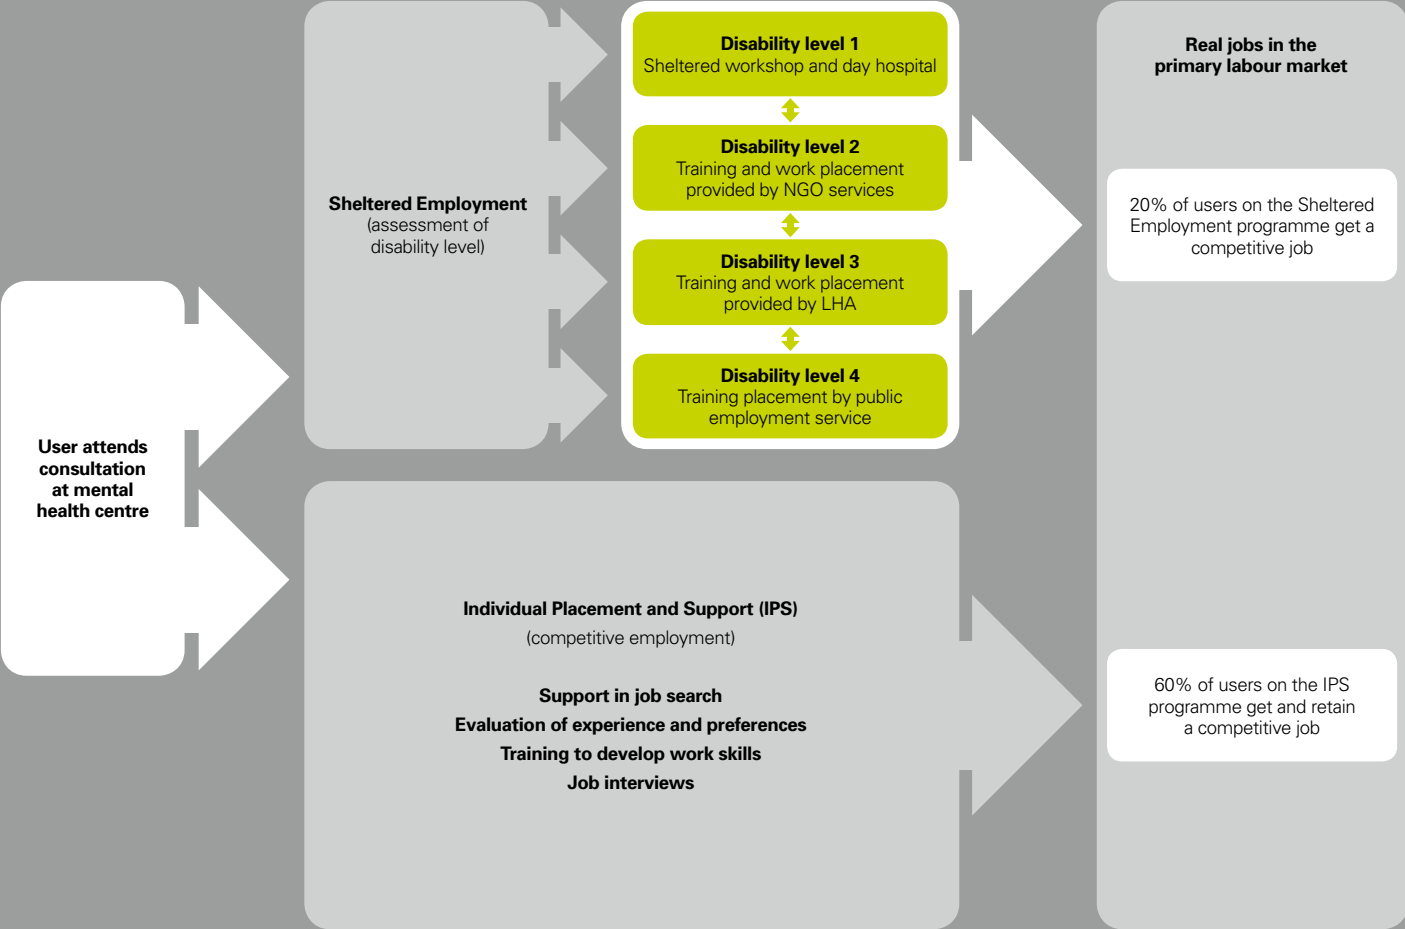 User attends
consultation
at mental
health centre
Sheltered Employment
(assessment of
disability level)
Disability level 1
Sheltered workshop and day hospital
Disability level 2
Training and work placement
provided by NGO services
Disability level 3
Training and work placement
provided by LHA
Disability level 4
Training placement by public
employment service
Individual Placement and Support (IPS)
(competitive employment)
Support in job search
Evaluation of experience and preferences
Training to develop work skills
Job interviews
Real jobs in the
primary labour market
20% of users on the Sheltered
Employment programme get a
competitive job
60% of users on the IPS
programme get and retain
a competitive job